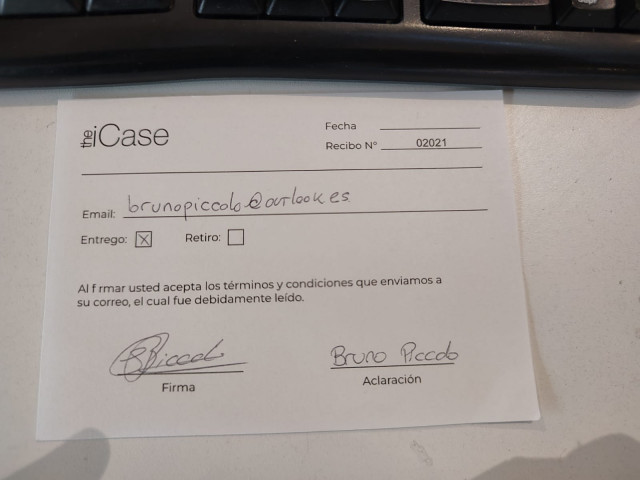 the iCase
Fecha
Recibo Nº 02021
Email: brunopiccolo@outlook.es
Entrego: X Retiro:
Al f rmar usted acepta los términos y condiciones que enviamos a
su correo, el cual fue debidamente leído.
BPiccolo Bruno Piccolo
Firma Aclaración